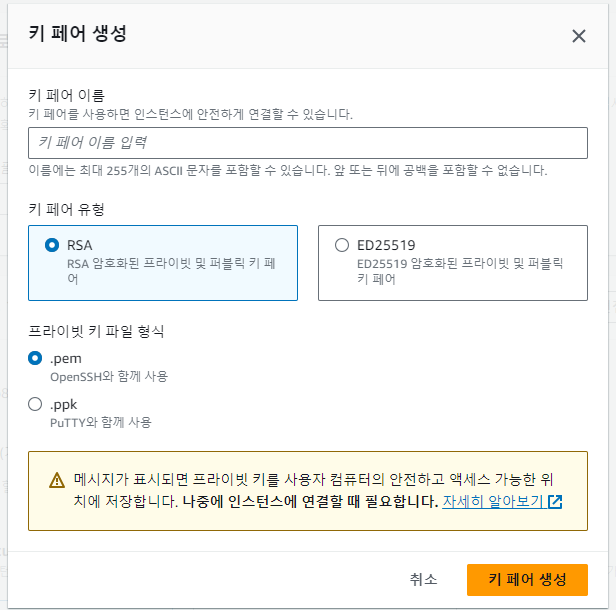 키 페어 생성
키 페어 이름
키 페어를 사용하면 인스턴스에 안전하게 연결할 수 있습니다.
키 페어 이름 입력
이름에는 최대 255개의 ASCII 문자를 포함할 수 있습니다. 앞 또는 뒤에 공백을 포함할 수 없습니다.
키 페어 유형
RSA
RSA 암호화된 프라이빗 및 퍼블릭 키 페
어
ED25519
ED25519 암호화된 프라이빗 및 퍼블릭
키 페어
프라이빗 키 파일 형식
.pem
OpenSSH와 함께 사용
.ppk
PuTTY와 함께 사용
메시지가 표시되면 프라이빗 키를 사용자 컴퓨터의 안전하고 액세스 가능한 위
치에 저장합니다. 나중에 인스턴스에 연결할 때 필요합니다. 자세히 알아보기
취소
키 페어 생성